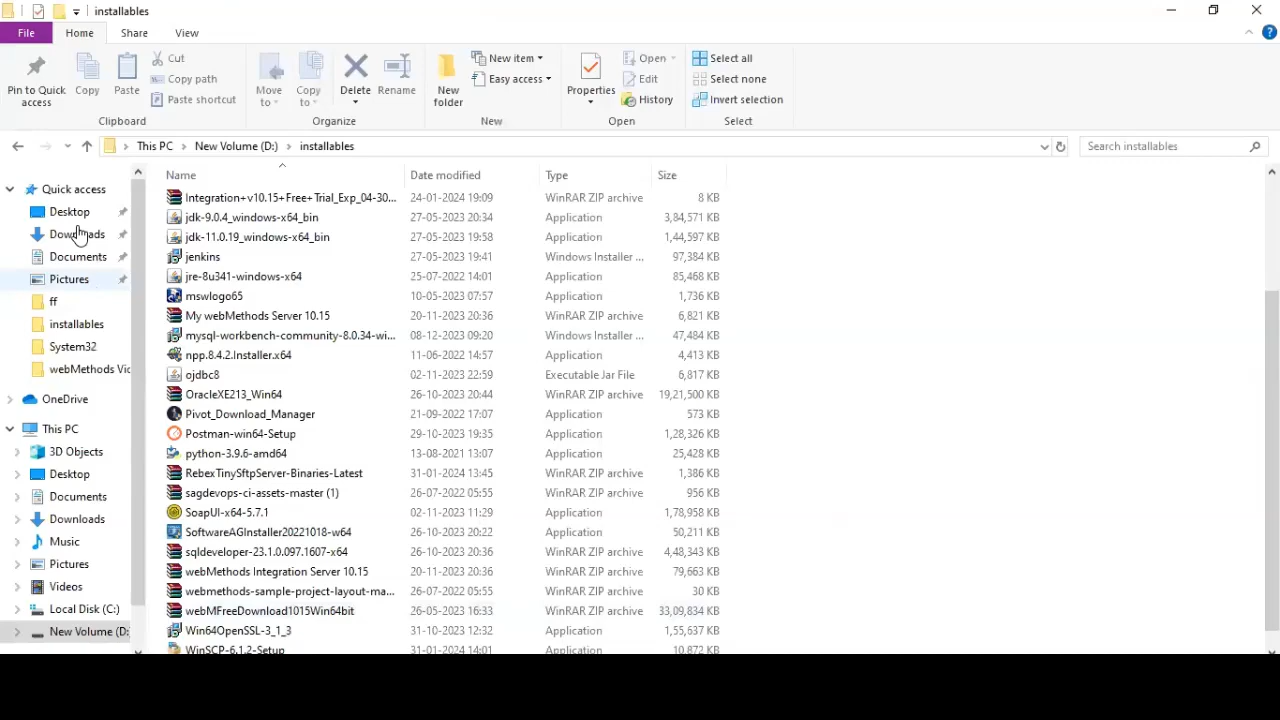 installables
File Home Share View
Pin to Quick access
Copy
Paste
Cut
Copy path
Paste shortcut
Clipboard
Move to
Copy to
Delete
Rename
Organize
New folder
New item
Easy access
New
Properties
Open
Edit
History
Open
Select all
Select none
Invert selection
Select
This PC > New Volume (D:) > installables
Search installables
Quick access
Desktop
Downloads
Documents
Pictures
ff
installables
System32
webMethods Vic
OneDrive
This PC
3D Objects
Desktop
Documents
Downloads
Music
Pictures
Videos
Local Disk (C:)
New Volume (D:
Name Date modified Type Size
Integration+v10.15+Free+Trial_Exp_04-30... 24-01-2024 19:09 WinRAR ZIP archive 8 KB
jdk-9.0.4_windows-x64_bin 27-05-2023 20:34 Application 3,84,571 KB
jdk-11.0.19_windows-x64_bin 27-05-2023 19:58 Application 1,44,597 KB
jenkins 27-05-2023 19:41 Windows Installer ... 97,384 KB
jre-8u341-windows-x64 25-07-2022 14:01 Application 85,468 KB
mswlogo65 10-05-2023 07:57 Application 1,736 KB
My webMethods Server 10.15 20-11-2023 20:36 WinRAR ZIP archive 6,821 KB
mysql-workbench-community-8.0.34-wi... 08-12-2023 09:20 Windows Installer ... 47,484 KB
npp.8.4.2.Installer.x64 11-06-2022 14:57 Application 4,413 KB
ojdbc8 02-11-2023 22:59 Executable Jar File 6,817 KB
OracleXE213_Win64 26-10-2023 20:44 WinRAR ZIP archive 19,21,500 KB
Pivot_Download_Manager 21-09-2022 17:07 Application 573 KB
Postman-win64-Setup 29-10-2023 19:35 Application 1,28,326 KB
python-3.9.6-amd64 13-08-2021 13:07 Application 25,428 KB
RebexTinySftpServer-Binaries-Latest 31-01-2024 13:45 WinRAR ZIP archive 1,386 KB
sagdevops-ci-assets-master (1) 26-07-2022 05:55 WinRAR ZIP archive 956 KB
SoapUI-x64-5.7.1 02-11-2023 11:29 Application 1,78,958 KB
SoftwareAGInstaller20221018-w64 26-10-2023 20:22 Application 50,211 KB
sqldeveloper-23.1.0.097.1607-x64 26-10-2023 20:36 WinRAR ZIP archive 4,48,343 KB
webMethods Integration Server 10.15 20-11-2023 20:36 WinRAR ZIP archive 79,663 KB
webmethods-sample-project-layout-ma... 26-07-2022 05:55 WinRAR ZIP archive 30 KB
webMFreeDownload1015Win64bit 26-05-2023 16:33 WinRAR ZIP archive 33,09,834 KB
Win64OpenSSL-3_1_3 31-10-2023 12:32 Application 1,55,637 KB
WinSCP-6.1.2-Setup 31-01-2024 14:01 Application 10,872 KB